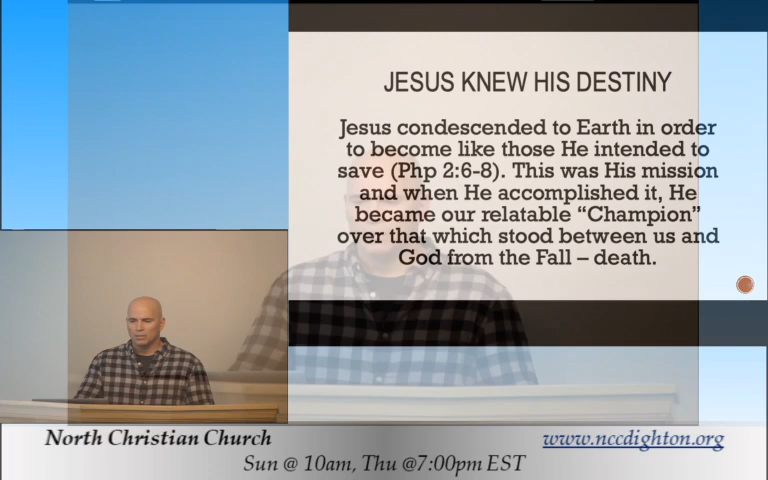 JESUS KNEW HIS DESTINY
Jesus condescended to Earth in order
to become like those He intended to
save (Php 2:6-8). This was His mission
and when He accomplished it, He
became our relatable “Champion”
over that which stood between us and
God from the Fall – death.
North Christian Church
www.nccdighton.org
Sun @ 10am, Thu @7:00pm EST